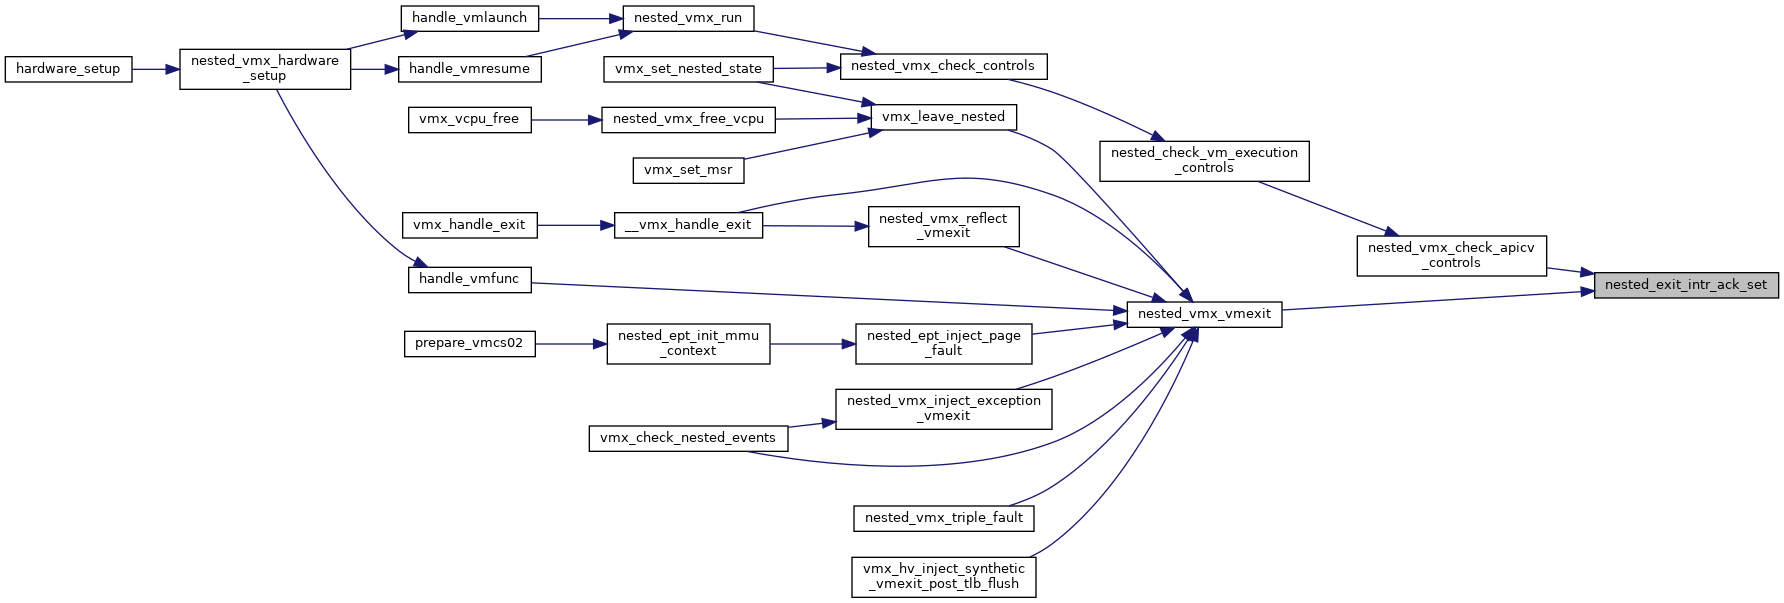 handle_vmlaunch
nested_vmx_run
hardware_setup
nested_vmx_hardware
_setup
handle_vmresume
vmx_set_nested_state
nested_vmx_check_controls
vmx_vcpu_free
nested_vmx_free_vcpu
vmx_leave_nested
vmx_set_msr
nested_check_vm_execution
_controls
vmx_handle_exit
__vmx_handle_exit
nested_vmx_reflect
_vmexit
nested_vmx_check_apicv
_controls
handle_vmfunc
nested_exit_intr_ack_set
nested_vmx_vmexit
prepare_vmcs02
nested_ept_init_mmu
_context
nested_ept_inject_page
_fault
nested_vmx_inject_exception
_vmexit
vmx_check_nested_events
nested_vmx_triple_fault
vmx_hv_inject_synthetic
_vmexit_post_tlb_flush